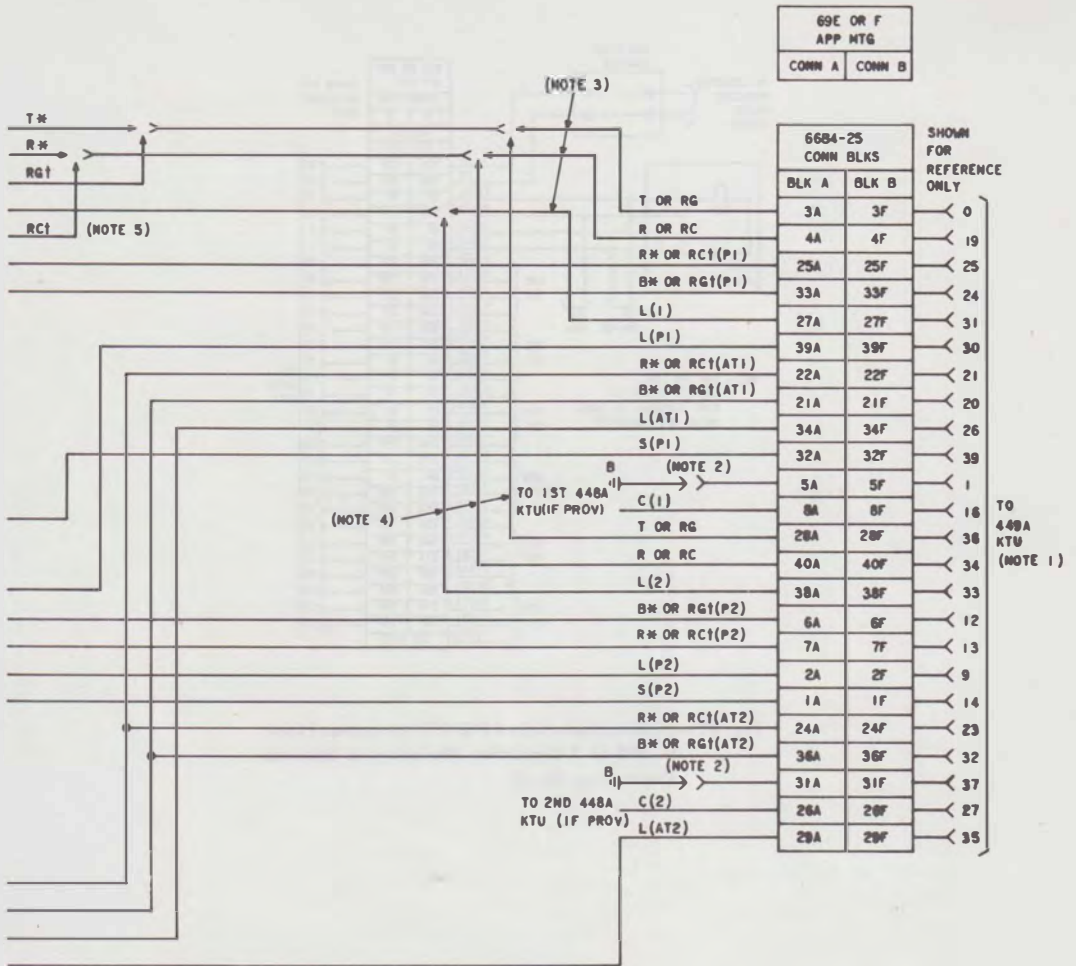 69E OR F
APP MTG
CONN A CONN B
(NOTE 3)
T*
R*
RG†
RC† (NOTE 5)
66B4-25
CONN BLKS
BLK A BLK B
SHOWN
FOR
REFERENCE
ONLY
T OR RG 3A 3F 0
R OR RC 4A 4F 19
R* OR RC†(P1) 25A 25F 25
B* OR RG†(P1) 33A 33F 24
L(1) 27A 27F 31
L(P1) 39A 39F 30
R* OR RC†(AT1) 22A 22F 21
B* OR RG†(AT1) 21A 21F 20
L(AT1) 34A 34F 26
S(P1) 32A 32F 39
B (NOTE 2) 5A 5F 1
TO 1ST 448A
KTU(IF PROV)
C(1) 8A 8F 16
(NOTE 4)
T OR RG 28A 28F 36
R OR RC 40A 40F 34
L(2) 38A 38F 33
B* OR RG†(P2) 6A 6F 12
R* OR RC†(P2) 7A 7F 13
L(P2) 2A 2F 9
S(P2) 1A 1F 14
R* OR RC†(AT2) 24A 24F 23
B* OR RG†(AT2) 36A 36F 32
B (NOTE 2) 31A 31F 37
TO 2ND 448A
KTU (IF PROV)
C(2) 26A 26F 27
L(AT2) 29A 29F 35
TO
449A
KTU
(NOTE 1)